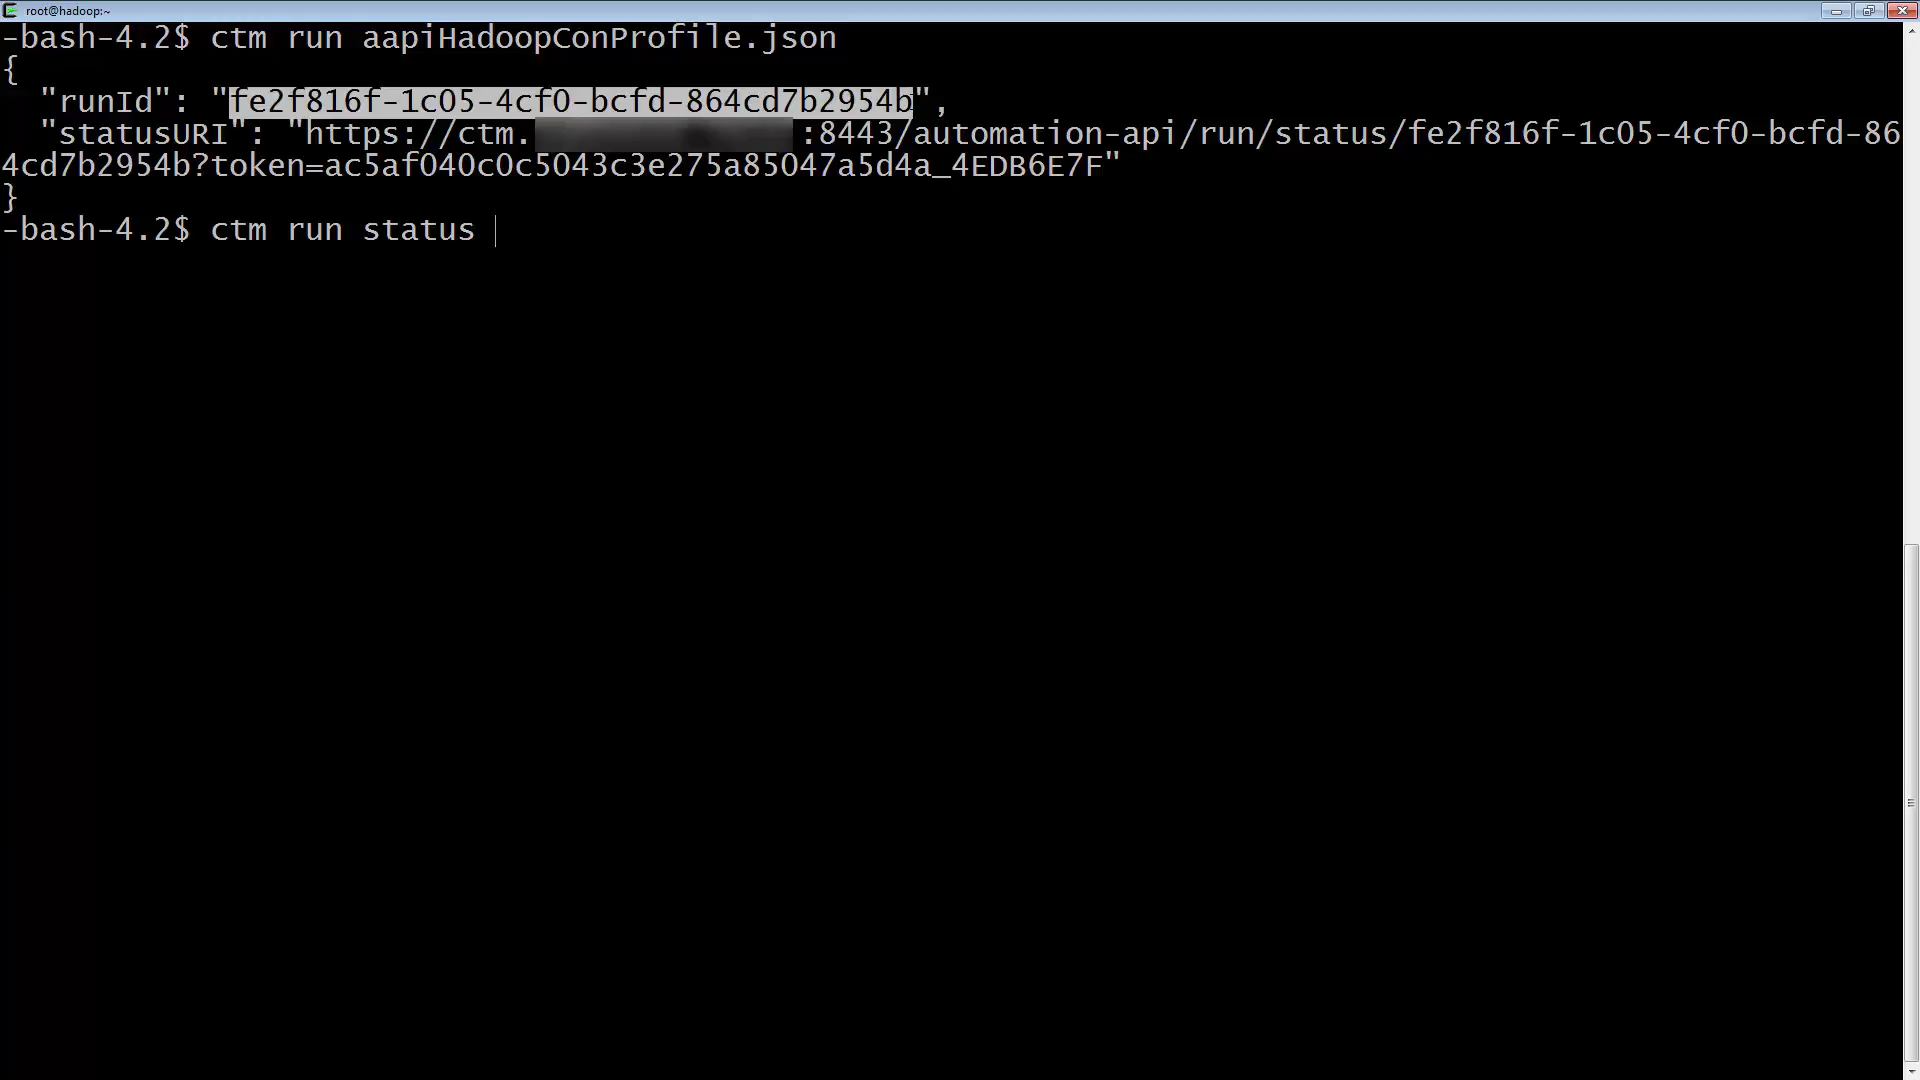 root@hadoop:~
-bash-4.2$ ctm run aapiHadoopConProfile.json
{
"runId": "fe2f816f-1c05-4cf0-bcfd-864cd7b2954b",
"statusURI": "https://ctm. :8443/automation-api/run/status/fe2f816f-1c05-4cf0-bcfd-86
4cd7b2954b?token=ac5af040c0c5043c3e275a85047a5d4a_4EDB6E7F"
}
-bash-4.2$ ctm run status